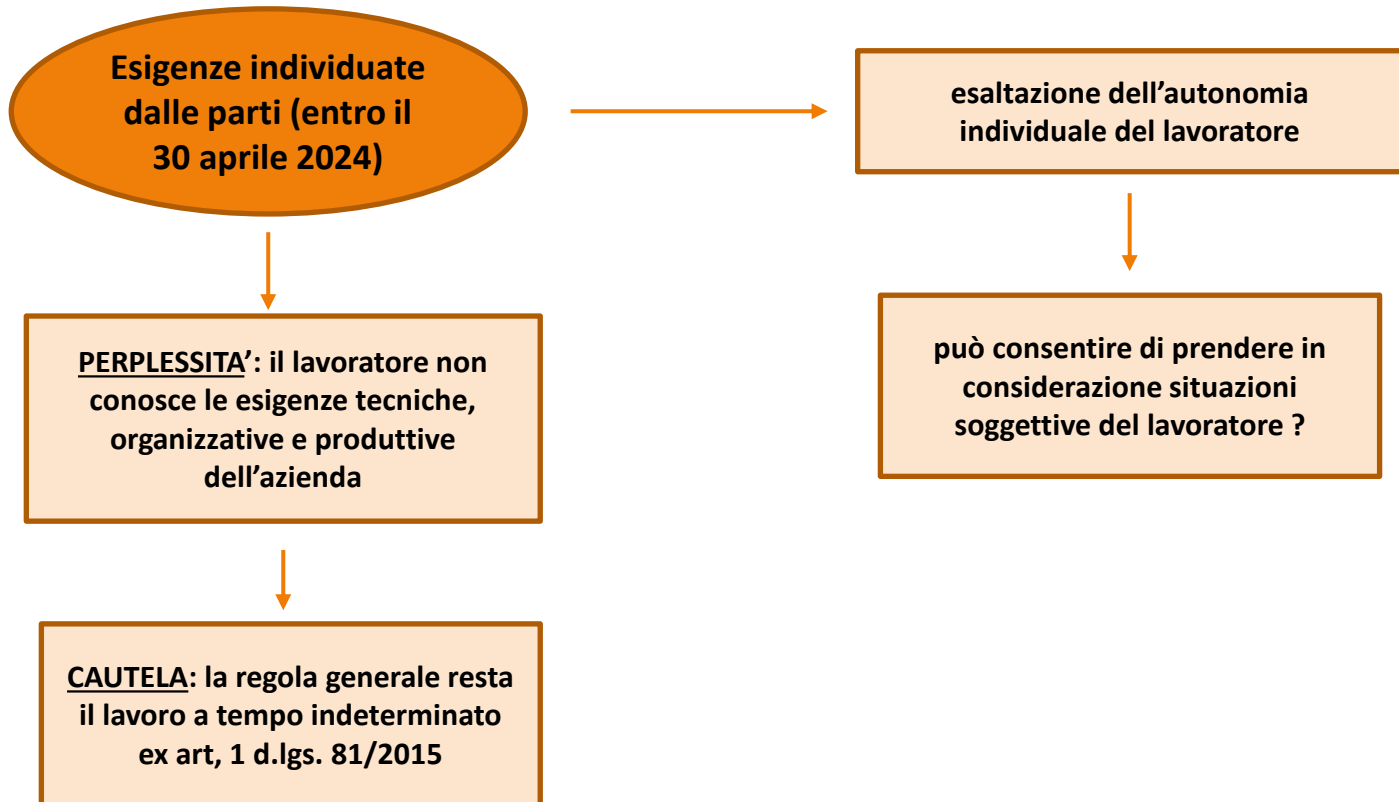 Esigenze individuate
dalle parti (entro il
30 aprile 2024)
esaltazione dell’autonomia
individuale del lavoratore
PERPLESSITA’: il lavoratore non
conosce le esigenze tecniche,
organizzative e produttive
dell’azienda
può consentire di prendere in
considerazione situazioni
soggettive del lavoratore ?
CAUTELA: la regola generale resta
il lavoro a tempo indeterminato
ex art, 1 d.lgs. 81/2015